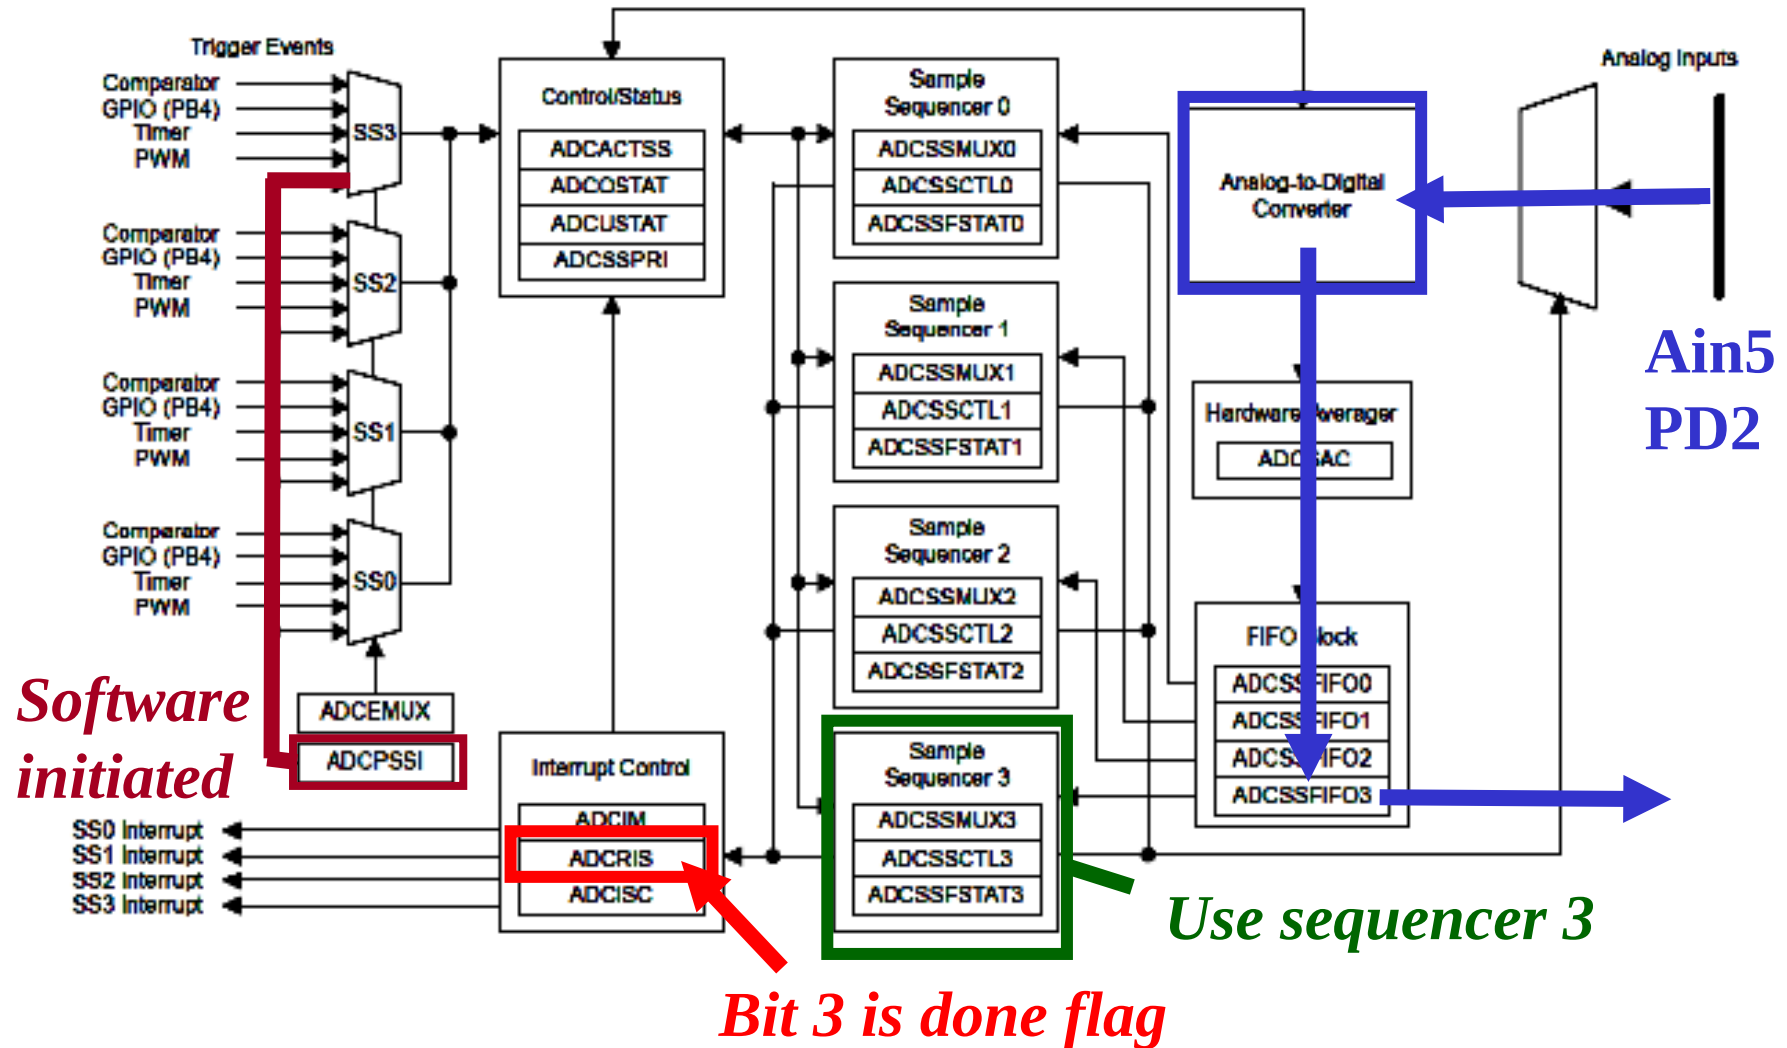 Trigger Events
Comparator
GPIO (PB4)
Timer
PWM
SS3
Comparator
GPIO (PB4)
Timer
PWM
SS2
Comparator
GPIO (PB4)
Timer
PWM
SS1
Comparator
GPIO (PB4)
Timer
PWM
SS0
ADCEMUX
ADCPSSI
Software
initiated
SS0 Interrupt
SS1 Interrupt
SS2 Interrupt
SS3 Interrupt
Control/Status
ADCACTSS
ADCOSTAT
ADCUSTAT
ADCSSPRI
Interrupt Control
ADCIM
ADCRIS
ADCISC
Bit 3 is done flag
Sample
Sequencer 0
ADCSSMUX0
ADCSSCTL0
ADCSSFSTAT0
Sample
Sequencer 1
ADCSSMUX1
ADCSSCTL1
ADCSSFSTAT1
Sample
Sequencer 2
ADCSSMUX2
ADCSSCTL2
ADCSSFSTAT2
Sample
Sequencer 3
ADCSSMUX3
ADCSSCTL3
ADCSSFSTAT3
Use sequencer 3
Analog-to-Digital
Converter
Hardware Averager
ADCSAC
FIFO Block
ADCSSFIFO0
ADCSSFIFO1
ADCSSFIFO2
ADCSSFIFO3
Analog Inputs
Ain5
PD2